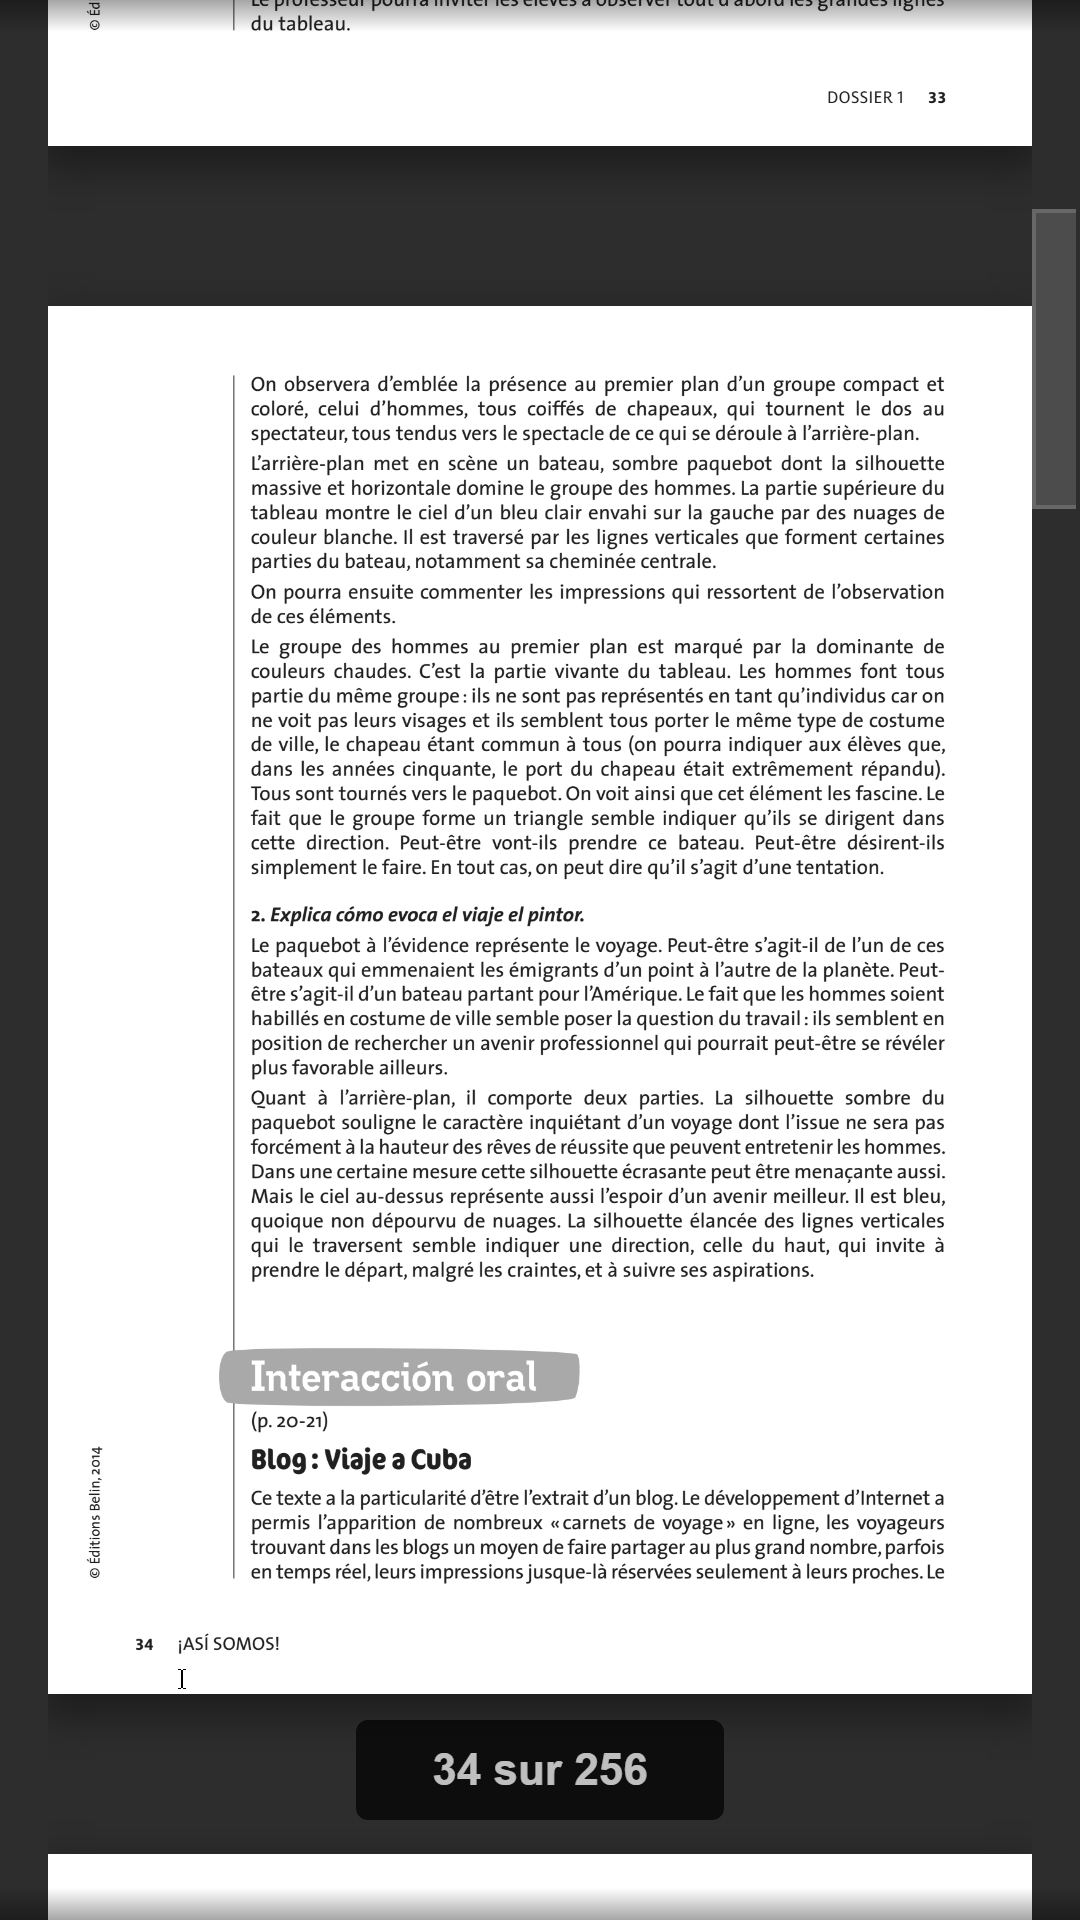 Le professeur pourra inviter les élèves à observer tout d'abord les grandes lignes
du tableau.
© Éd
DOSSIER 1 33
On observera d'emblée la présence au premier plan d'un groupe compact et
coloré, celui d'hommes, tous coiffés de chapeaux, qui tournent le dos au
spectateur, tous tendus vers le spectacle de ce qui se déroule à l'arrière-plan.
L'arrière-plan met en scène un bateau, sombre paquebot dont la silhouette
massive et horizontale domine le groupe des hommes. La partie supérieure du
tableau montre le ciel d'un bleu clair envahi sur la gauche par des nuages de
couleur blanche. Il est traversé par les lignes verticales que forment certaines
parties du bateau, notamment sa cheminée centrale.
On pourra ensuite commenter les impressions qui ressortent de l'observation
de ces éléments.
Le groupe des hommes au premier plan est marqué par la dominante de
couleurs chaudes. C'est la partie vivante du tableau. Les hommes font tous
partie du même groupe : ils ne sont pas représentés en tant qu'individus car on
ne voit pas leurs visages et ils semblent tous porter le même type de costume
de ville, le chapeau étant commun à tous (on pourra indiquer aux élèves que,
dans les années cinquante, le port du chapeau était extrêmement répandu).
Tous sont tournés vers le paquebot. On voit ainsi que cet élément les fascine. Le
fait que le groupe forme un triangle semble indiquer qu'ils se dirigent dans
cette direction. Peut-être vont-ils prendre ce bateau. Peut-être désirent-ils
simplement le faire. En tout cas, on peut dire qu'il s'agit d'une tentation.
2. Explica cómo evoca el viaje el pintor.
Le paquebot à l'évidence représente le voyage. Peut-être s'agit-il de l'un de ces
bateaux qui emmenaient les émigrants d'un point à l'autre de la planète. Peut-
être s'agit-il d'un bateau partant pour l'Amérique. Le fait que les hommes soient
habillés en costume de ville semble poser la question du travail : ils semblent en
position de rechercher un avenir professionnel qui pourrait peut-être se révéler
plus favorable ailleurs.
Quant à l'arrière-plan, il comporte deux parties. La silhouette sombre du
paquebot souligne le caractère inquiétant d'un voyage dont l'issue ne sera pas
forcément à la hauteur des rêves de réussite que peuvent entretenir les hommes.
Dans une certaine mesure cette silhouette écrasante peut être menaçante aussi.
Mais le ciel au-dessus représente aussi l'espoir d'un avenir meilleur. Il est bleu,
quoique non dépourvu de nuages. La silhouette élancée des lignes verticales
qui le traversent semble indiquer une direction, celle du haut, qui invite à
prendre le départ, malgré les craintes, et à suivre ses aspirations.
Interacción oral
(p. 20-21)
Blog : Viaje a Cuba
Ce texte a la particularité d'être l'extrait d'un blog. Le développement d'Internet a
permis l'apparition de nombreux « carnets de voyage » en ligne, les voyageurs
trouvant dans les blogs un moyen de faire partager au plus grand nombre, parfois
en temps réel, leurs impressions jusque-là réservées seulement à leurs proches. Le
© Éditions Belin, 2014
34 ¡ASÍ SOMOS!
34 sur 256